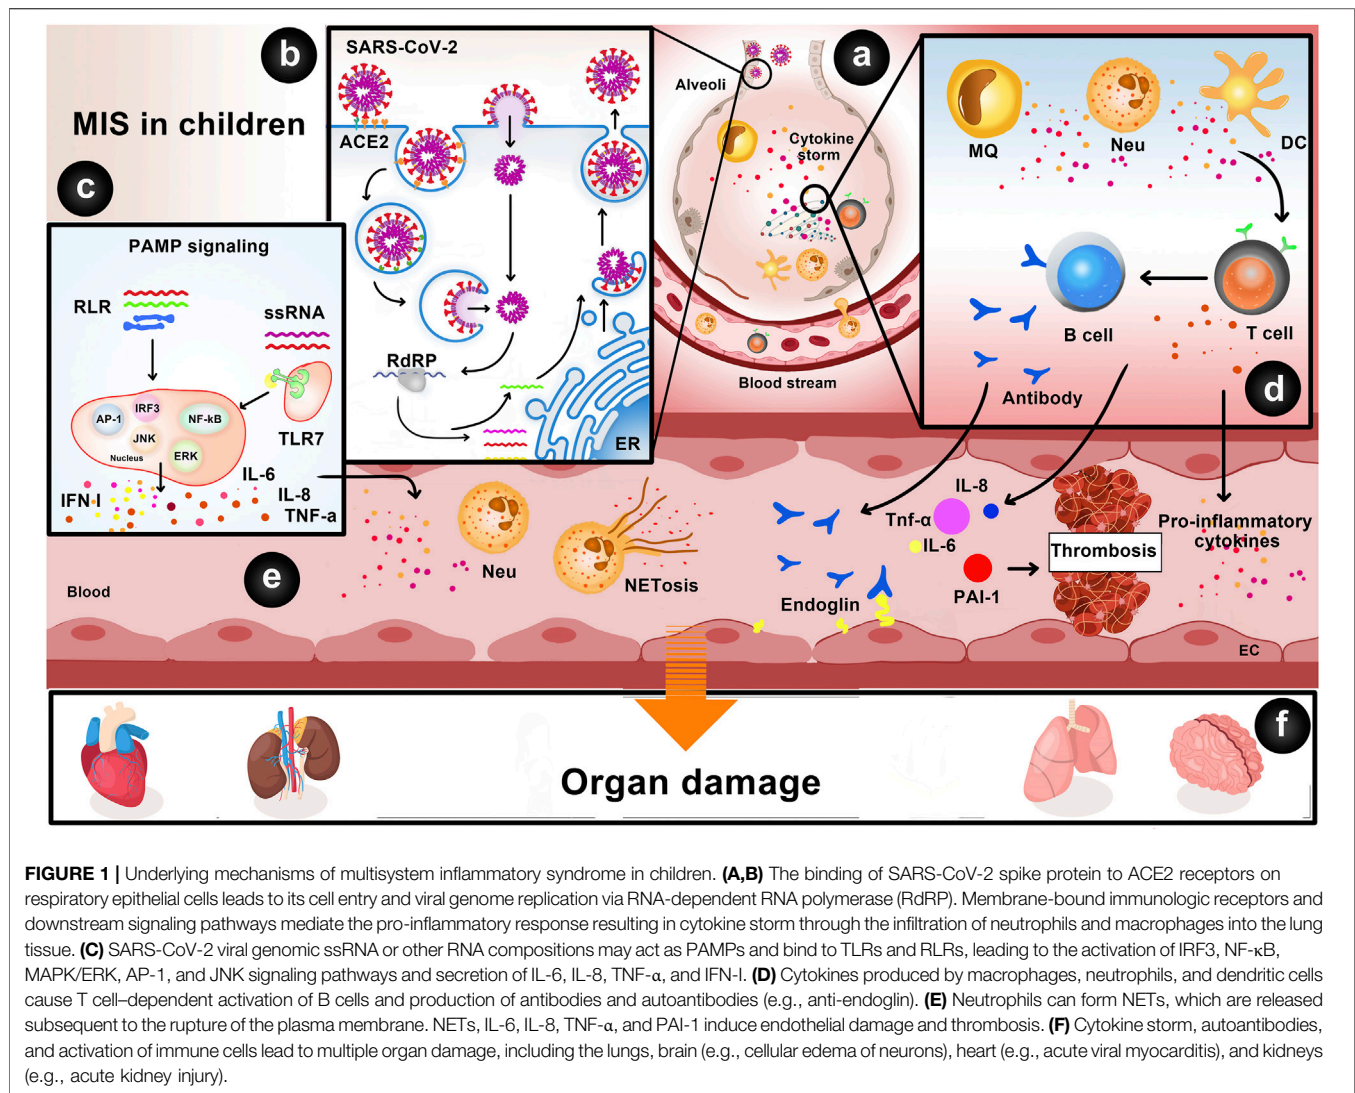 MIS in children
b
SARS-CoV-2
ACE2
RdRP
ER
a
Alveoli
Cytokine
storm
Blood stream
MQ
Neu
DC
B cell
T cell
Antibody
d
c
PAMP signaling
RLR
ssRNA
TLR7
AP-1
IRF3
NF-kB
JNK
ERK
Nucleus
IFN-I
IL-6
IL-8
TNF-a
e
Blood
Neu
NETosis
Endoglin
IL-8
Tnf-α
IL-6
PAI-1
Thrombosis
Pro-inflammatory
cytokines
EC
f
Organ damage
FIGURE 1 | Underlying mechanisms of multisystem inflammatory syndrome in children. (A,B) The binding of SARS-CoV-2 spike protein to ACE2 receptors on
respiratory epithelial cells leads to its cell entry and viral genome replication via RNA-dependent RNA polymerase (RdRP). Membrane-bound immunologic receptors and
downstream signaling pathways mediate the pro-inflammatory response resulting in cytokine storm through the infiltration of neutrophils and macrophages into the lung
tissue. (C) SARS-CoV-2 viral genomic ssRNA or other RNA compositions may act as PAMPs and bind to TLRs and RLRs, leading to the activation of IRF3, NF-κB,
MAPK/ERK, AP-1, and JNK signaling pathways and secretion of IL-6, IL-8, TNF-α, and IFN-I. (D) Cytokines produced by macrophages, neutrophils, and dendritic cells
cause T cell–dependent activation of B cells and production of antibodies and autoantibodies (e.g., anti-endoglin). (E) Neutrophils can form NETs, which are released
subsequent to the rupture of the plasma membrane. NETs, IL-6, IL-8, TNF-α, and PAI-1 induce endothelial damage and thrombosis. (F) Cytokine storm, autoantibodies,
and activation of immune cells lead to multiple organ damage, including the lungs, brain (e.g., cellular edema of neurons), heart (e.g., acute viral myocarditis), and kidneys
(e.g., acute kidney injury).